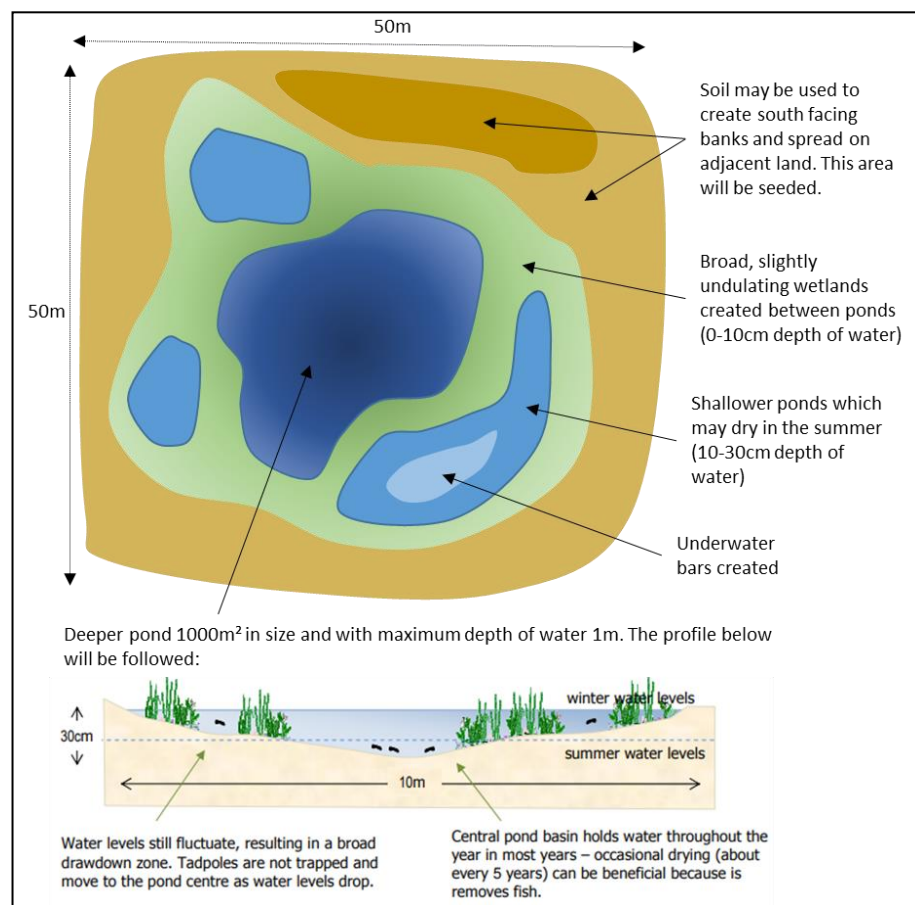 50m
50m
Soil may be used to
create south facing
banks and spread on
adjacent land. This area
will be seeded.
Broad, slightly
undulating wetlands
created between ponds
(0-10cm depth of water)
Shallower ponds which
may dry in the summer
(10-30cm depth of
water)
Underwater
bars created
Deeper pond 1000m² in size and with maximum depth of water 1m. The profile below
will be followed:
winter water levels
30cm
summer water levels
10m
Water levels still fluctuate, resulting in a broad
drawdown zone. Tadpoles are not trapped and
move to the pond centre as water levels drop.
Central pond basin holds water throughout the
year in most years – occasional drying (about
every 5 years) can be beneficial because is
removes fish.